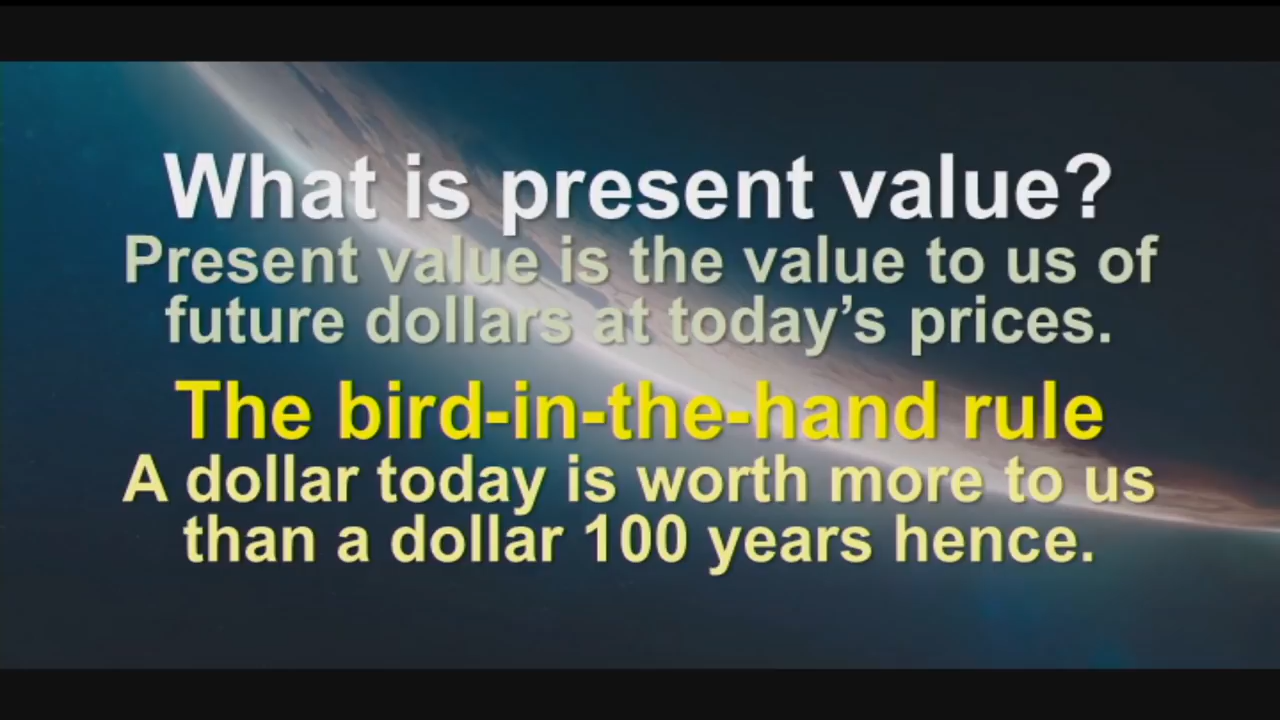 What is present value?
Present value is the value to us of
future dollars at today’s prices.
The bird-in-the-hand rule
A dollar today is worth more to us
than a dollar 100 years hence.